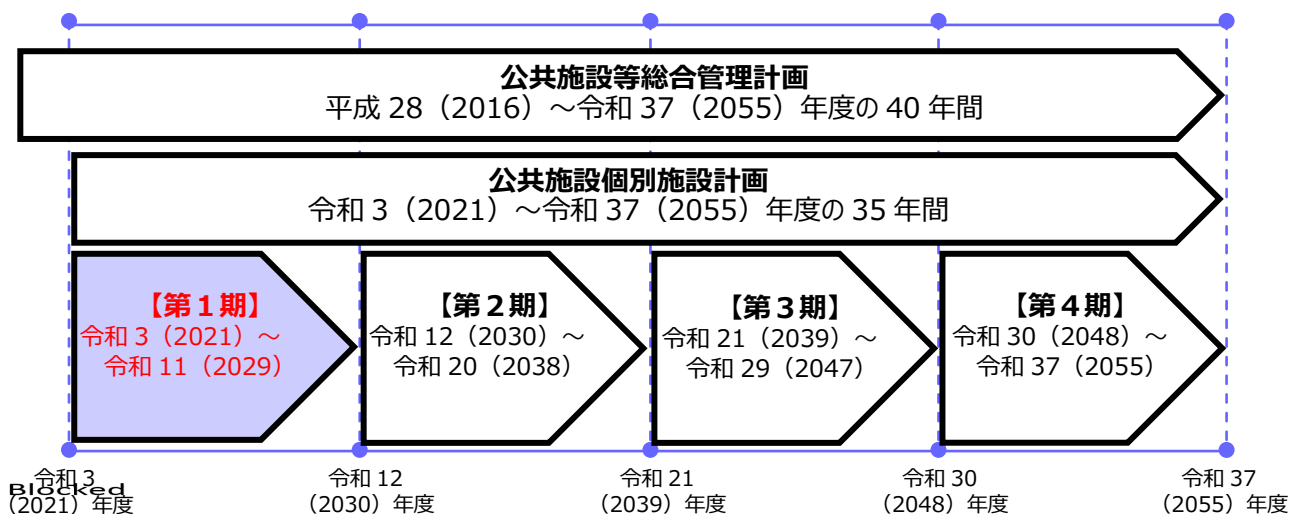 公共施設等総合管理計画
平成 28（2016）～令和 37（2055）年度の 40 年間
公共施設個別施設計画
令和 3（2021）～令和 37（2055）年度の 35 年間
【第１期】
令和 3（2021）～
令和 11（2029）
【第２期】
令和 12（2030）～
令和 20（2038）
【第３期】
令和 21（2039）～
令和 29（2047）
【第４期】
令和 30（2048）～
令和 37（2055）
令和 3
（2021）年度
Blocked
令和 12
（2030）年度
令和 21
（2039）年度
令和 30
（2048）年度
令和 37
（2055）年度